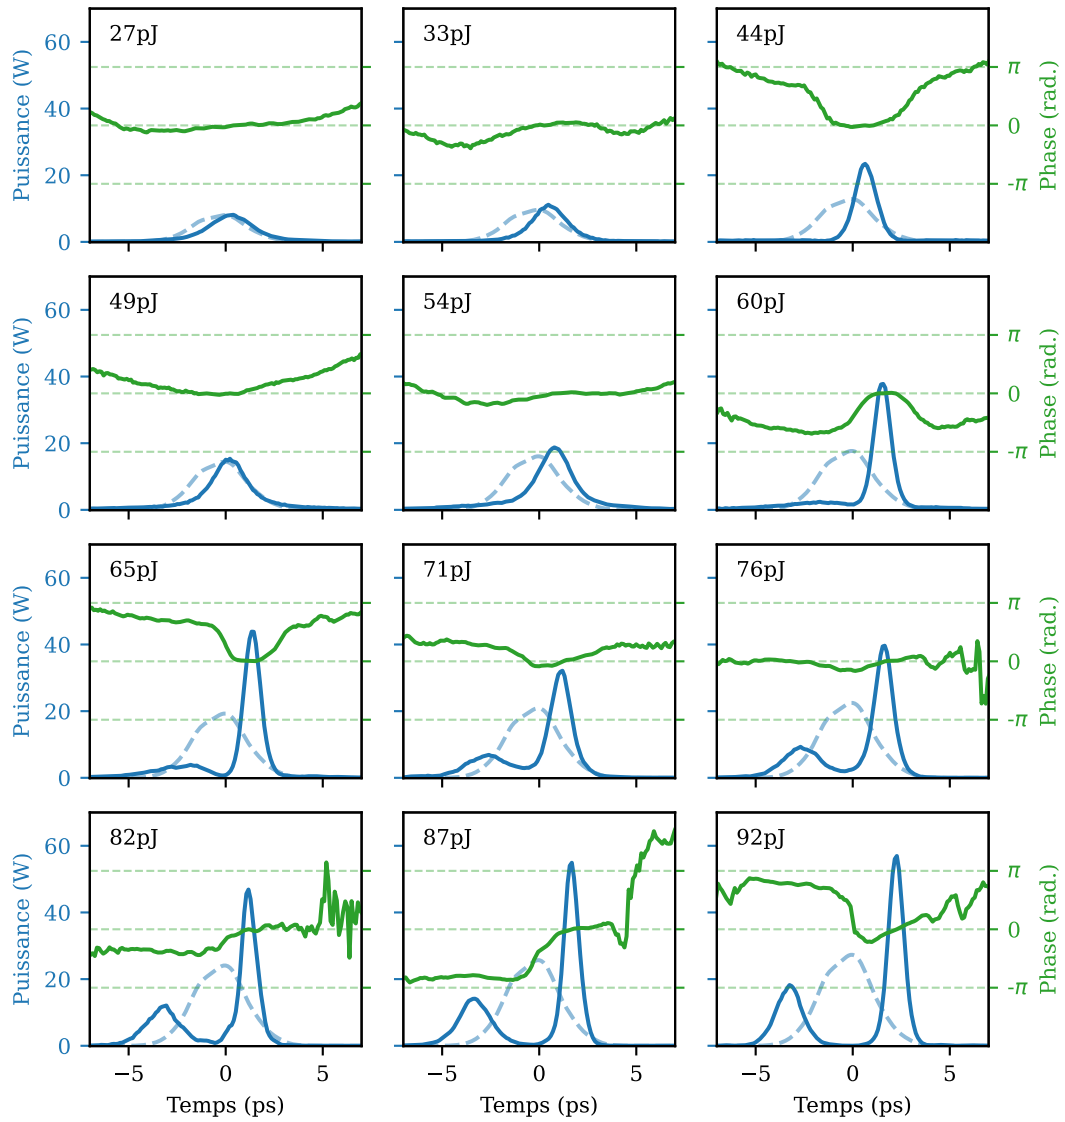 27pJ 33pJ 44pJ
Puissance (W)
60
40
20
0
π
0
-π
Phase (rad.)
49pJ 54pJ 60pJ
Puissance (W)
60
40
20
0
π
0
-π
Phase (rad.)
65pJ 71pJ 76pJ
Puissance (W)
60
40
20
0
π
0
-π
Phase (rad.)
82pJ 87pJ 92pJ
Puissance (W)
60
40
20
0
π
0
-π
Phase (rad.)
−5 0 5 −5 0 5 −5 0 5
Temps (ps) Temps (ps) Temps (ps)